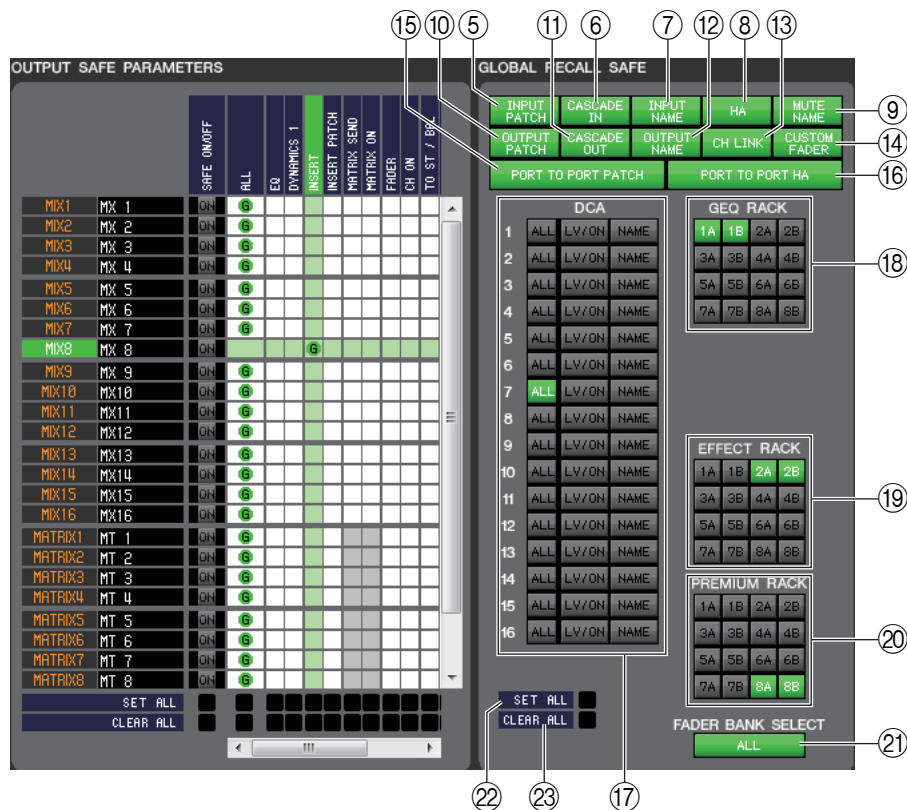 ⑮ ⑩ ⑤ ⑪ ⑥ ⑦ ⑫ ⑧ ⑬
OUTPUT SAFE PARAMETERS
GLOBAL RECALL SAFE
SAFE ON/OFF
ALL
EQ
DYNAMICS 1
INSERT
INSERT PATCH
MATRIX SEND
MATRIX ON
FADER
CH ON
TO ST / BAL
INPUT PATCH CASCADE IN INPUT NAME HA MUTE NAME ⑨
OUTPUT PATCH CASCADE OUT OUTPUT NAME CH LINK CUSTOM FADER ⑭
PORT TO PORT PATCH PORT TO PORT HA ⑯
MIX1 MX 1 ON G
MIX2 MX 2 ON G
MIX3 MX 3 ON G
MIX4 MX 4 ON G
MIX5 MX 5 ON G
MIX6 MX 6 ON G
MIX7 MX 7 ON G
MIX8 MX 8 ON G
MIX9 MX 9 ON G
MIX10 MX10 ON G
MIX11 MX11 ON G
MIX12 MX12 ON G
MIX13 MX13 ON G
MIX14 MX14 ON G
MIX15 MX15 ON G
MIX16 MX16 ON G
MATRIX1 MT 1 ON G
MATRIX2 MT 2 ON G
MATRIX3 MT 3 ON G
MATRIX4 MT 4 ON G
MATRIX5 MT 5 ON G
MATRIX6 MT 6 ON G
MATRIX7 MT 7 ON G
MATRIX8 MT 8 ON G
SET ALL
CLEAR ALL
DCA
1 ALL LV/ON NAME
2 ALL LV/ON NAME
3 ALL LV/ON NAME
4 ALL LV/ON NAME
5 ALL LV/ON NAME
6 ALL LV/ON NAME
7 ALL LV/ON NAME
8 ALL LV/ON NAME
9 ALL LV/ON NAME
10 ALL LV/ON NAME
11 ALL LV/ON NAME
12 ALL LV/ON NAME
13 ALL LV/ON NAME
14 ALL LV/ON NAME
15 ALL LV/ON NAME
16 ALL LV/ON NAME
SET ALL
CLEAR ALL
㉒ ㉓ ⑰
GEQ RACK
1A 1B 2A 2B
3A 3B 4A 4B
5A 5B 6A 6B
7A 7B 8A 8B
⑱
EFFECT RACK
1A 1B 2A 2B
3A 3B 4A 4B
5A 5B 6A 6B
7A 7B 8A 8B
⑲
PREMIUM RACK
1A 1B 2A 2B
3A 3B 4A 4B
5A 5B 6A 6B
7A 7B 8A 8B
⑳
FADER BANK SELECT
ALL ㉑